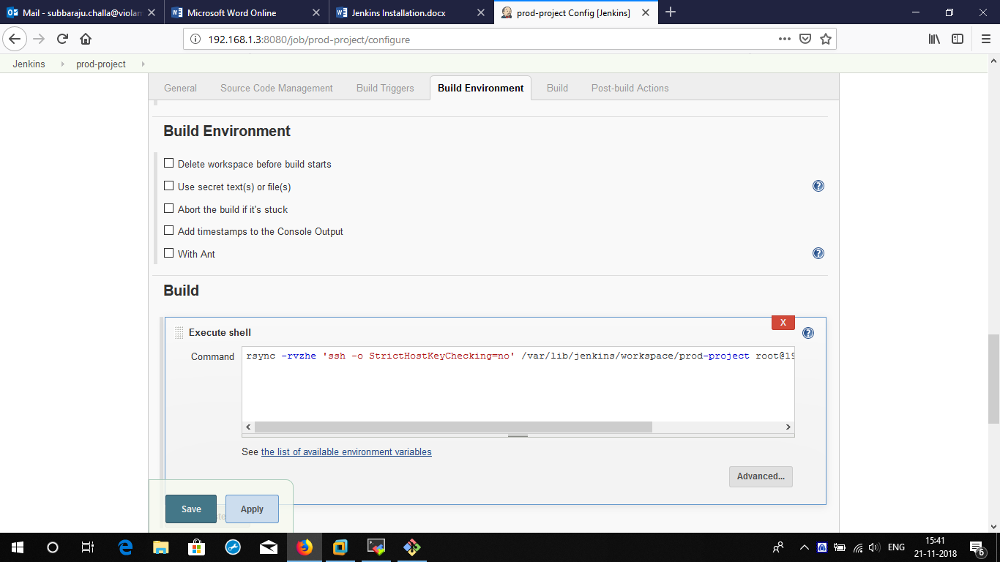 Mail - subbaraju.challa@violam
Microsoft Word Online
Jenkins Installation.docx
prod-project Config [Jenkins]
192.168.1.3:8080/job/prod-project/configure
Jenkins
prod-project
General
Source Code Management
Build Triggers
Build Environment
Build
Post-build Actions
Build Environment
Delete workspace before build starts
Use secret text(s) or file(s)
Abort the build if it's stuck
Add timestamps to the Console Output
With Ant
Build
X
Execute shell
Command
rsync -rvzhe 'ssh -o StrictHostKeyChecking=no' /var/lib/jenkins/workspace/prod-project root@19
See the list of available environment variables
Advanced...
Save
Apply
ENG
15:41
21-11-2018
6